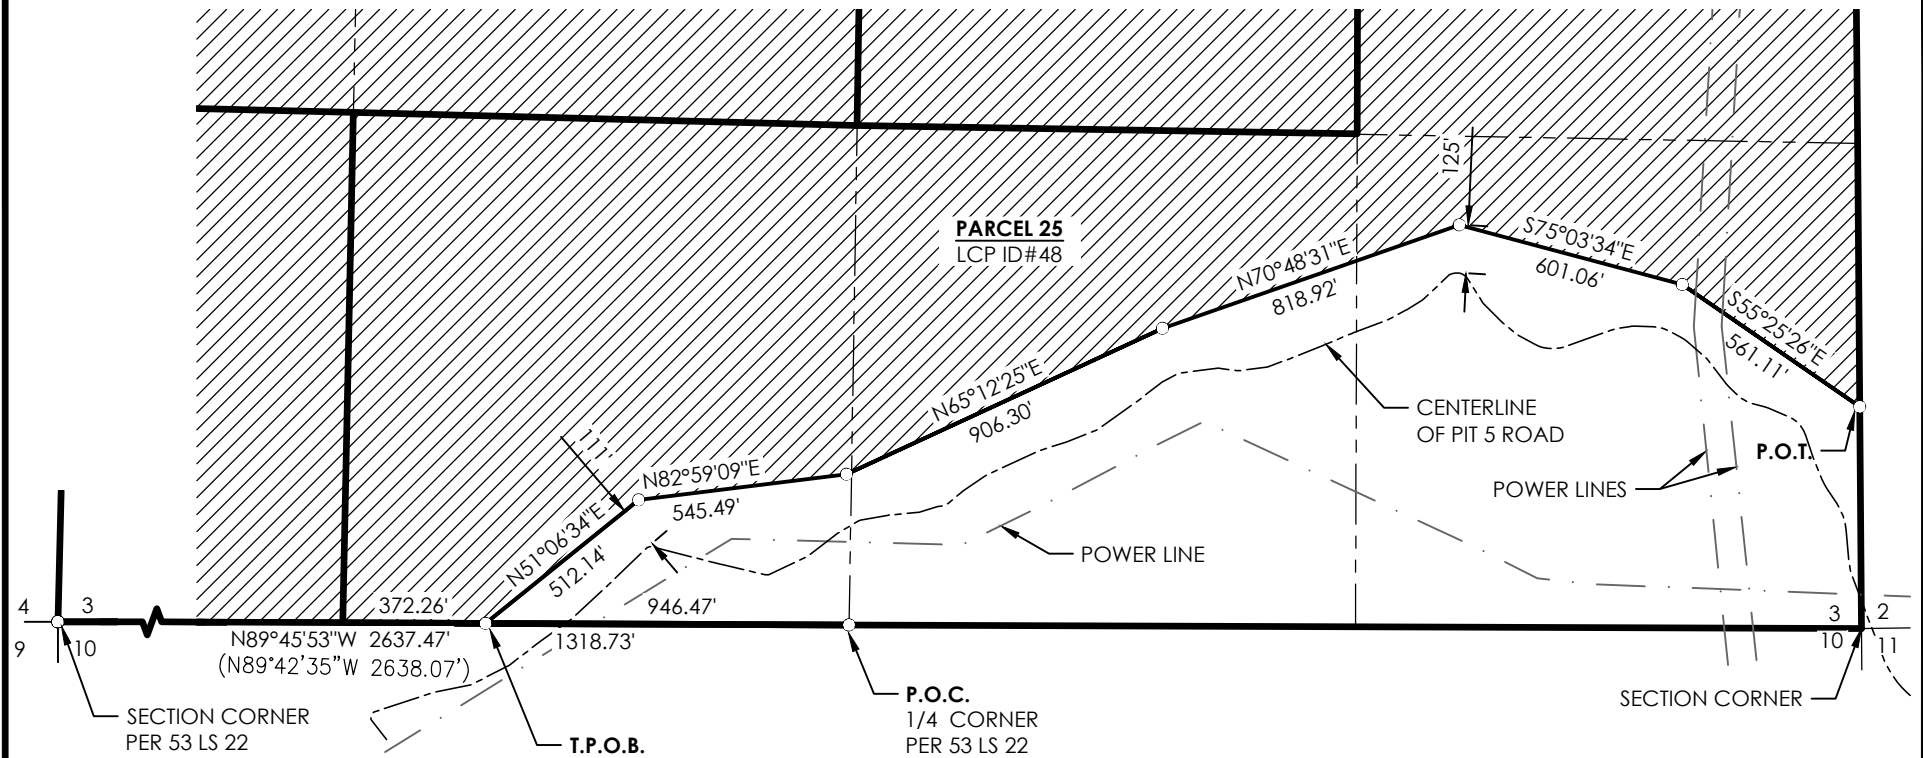 125'
PARCEL 25
LCP ID#48
S75°03'34"E
601.06'
N70°48'31"E
818.92'
S55°25'26"E
561.11'
N65°12'25"E
906.30'
CENTERLINE
OF PIT 5 ROAD
P.O.T.
111'
N82°59'09"E
545.49'
POWER LINES
N51°06'34"E
512.14'
POWER LINE
4
3
372.26'
946.47'
3
2
9
10
N89°45'53"W 2637.47'
1318.73'
10
11
(N89°42'35"W 2638.07')
SECTION CORNER
PER 53 LS 22
T.P.O.B.
P.O.C.
1/4 CORNER
PER 53 LS 22
SECTION CORNER